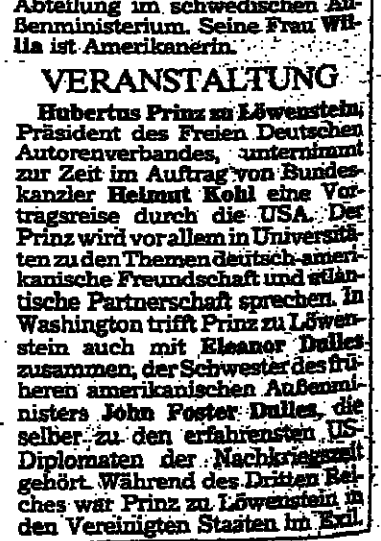 Abteilung im schwedischen Au-
ßenministerium. Seine Frau Wil-
lia ist Amerikanerin.
VERANSTALTUNG
Hubertus Prinz zu Löwenstein,
Präsident des Freien Deutschen
Autorenverbandes, unternimmt
zur Zeit im Auftrag von Bundes-
kanzler Helmut Kohl eine Vor-
tragsreise durch die USA. Der
Prinz wird vor allem in Universitä-
ten zu den Themen deutsch-ameri-
kanische Freundschaft und atlan-
tische Partnerschaft sprechen. In
Washington trifft Prinz zu Löwen-
stein auch mit Eleanor Dulles
zusammen, der Schwester des frü-
heren amerikanischen Außenmi-
nisters John Foster Dulles, die
selber zu den erfahrensten US-
Diplomaten der Nachkriegszeit
gehört. Während des Dritten Rei-
ches war Prinz zu Löwenstein in
den Vereinigten Staaten im Exil.